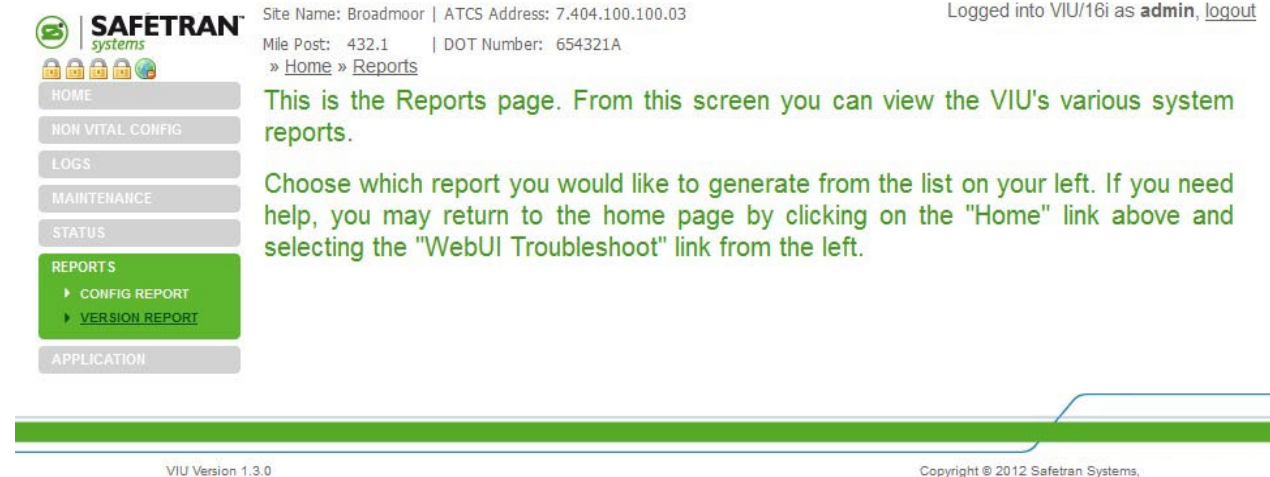 SAFETRAN
systems
Site Name: Broadmoor | ATCS Address: 7.404.100.100.03
Logged into VIU/16i as admin, logout
Mile Post: 432.1 | DOT Number: 654321A
» Home » Reports
HOME
NON VITAL CONFIG
LOGS
MAINTENANCE
STATUS
REPORTS
CONFIG REPORT
VERSION REPORT
APPLICATION
This is the Reports page. From this screen you can view the VIU's various system
reports.
Choose which report you would like to generate from the list on your left. If you need
help, you may return to the home page by clicking on the "Home" link above and
selecting the "WebUI Troubleshoot" link from the left.
VIU Version 1.3.0
Copyright © 2012 Safetran Systems,